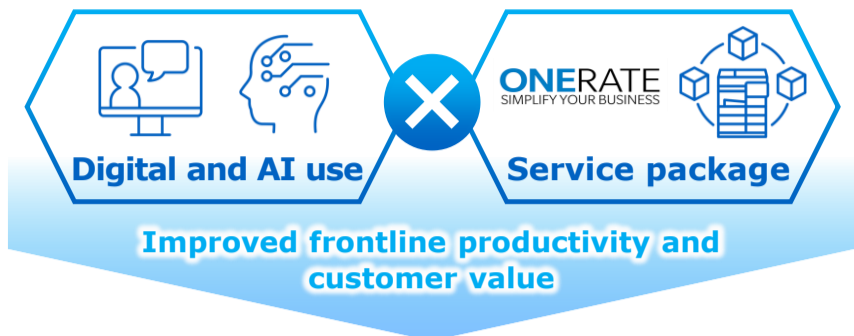 ONERATE
SIMPLIFY YOUR BUSINESS
Digital and AI use
Service package
Improved frontline productivity and
customer value